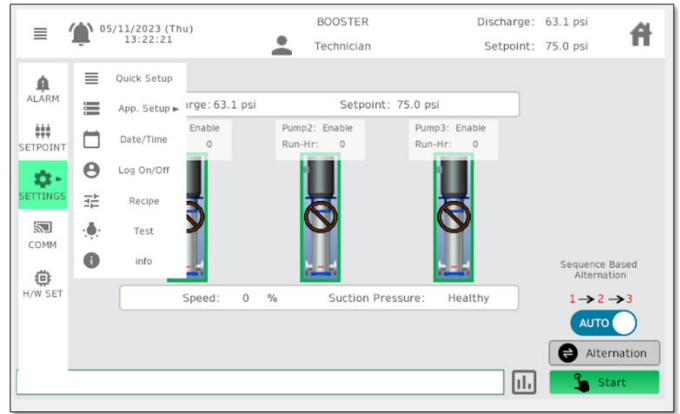 05/11/2023 (Thu)
13:22:21
BOOSTER
Technician
Discharge: 63.1 psi
Setpoint: 75.0 psi
ALARM
SETPOINT
SETTINGS
COMM
H/W SET
Quick Setup
App. Setup ►
Date/Time
Log On/Off
Recipe
Test
info
rge: 63.1 psi
Setpoint: 75.0 psi
Enable
0
Pump2: Enable
Run-Hr: 0
Pump3: Enable
Run-Hr: 0
Speed: 0 %
Suction Pressure: Healthy
Sequence Based
Alternation
1→2→3
AUTO
Alternation
Start